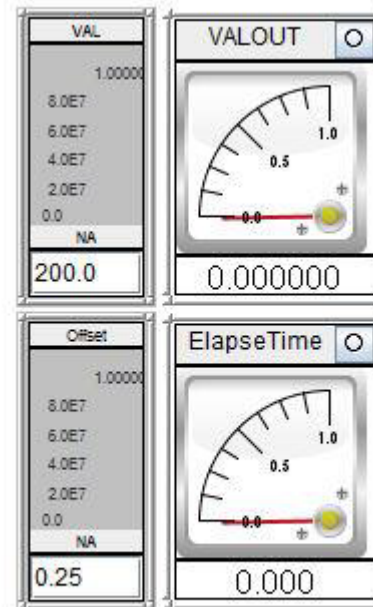 VAL
1.00000
8.0E7
6.0E7
4.0E7
2.0E7
0.0
NA
200.0
VALOUT
1.0
0.5
0.0
0.000000
Offset
1.00000
8.0E7
6.0E7
4.0E7
2.0E7
0.0
NA
0.25
ElapseTime
1.0
0.5
0.0
0.000